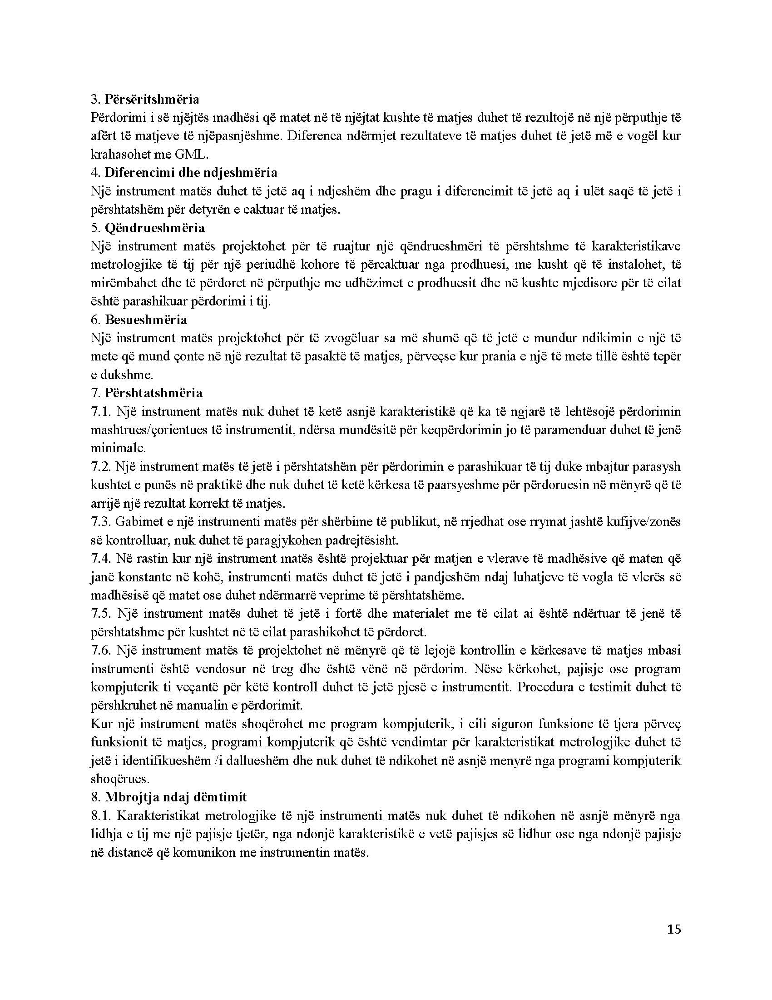 3. Përsëritshmëria
Përdorimi i së njëjtës madhësi që matet në të njëjtat kushte të matjes duhet të rezultojë në një përputhje të
afërt të matjeve të njëpasnjëshme. Diferenca ndërmjet rezultateve të matjes duhet të jetë më e vogël kur
krahasohet me GML.
4. Diferencimi dhe ndjeshmëria
Një instrument matës duhet të jetë aq i ndjeshëm dhe pragu i diferencimit të jetë aq i ulët saqë të jetë i
përshtatshëm për detyrën e caktuar të matjes.
5. Qëndrueshmëria
Një instrument matës projektohet për të ruajtur një qëndrueshmëri të përshtshme të karakteristikave
metrologjike të tij për një periudhë kohore të përcaktuar nga prodhuesi, me kusht që të instalohet, të
mirëmbahet dhe të përdoret në përputhje me udhëzimet e prodhuesit dhe në kushte mjedisore për të cilat
është parashikuar përdorimi i tij.
6. Besueshmëria
Një instrument matës projektohet për të zvogëluar sa më shumë që të jetë e mundur ndikimin e një të
mete që mund çonte në një rezultat të pasaktë të matjes, përveçse kur prania e një të mete tillë është tepër
e dukshme.
7. Përshtatshmëria
7.1. Një instrument matës nuk duhet të ketë asnjë karakteristikë që ka të ngjarë të lehtësojë përdorimin
mashtrues/çorientues të instrumentit, ndërsa mundësitë për keqpërdorimin jo të paramenduar duhet të jenë
minimale.
7.2. Një instrument matës të jetë i përshtatshëm për përdorimin e parashikuar të tij duke mbajtur parasysh
kushtet e punës në praktikë dhe nuk duhet të ketë kërkesa të paarsyeshme për përdoruesin në mënyrë që të
arrijë një rezultat korrekt të matjes.
7.3. Gabimet e një instrumenti matës për shërbime të publikut, në rrjedhat ose rrymat jashtë kufijve/zonës
së kontrolluar, nuk duhet të paragjykohen padrejtësisht.
7.4. Në rastin kur një instrument matës është projektuar për matjen e vlerave të madhësive që maten që
janë konstante në kohë, instrumenti matës duhet të jetë i pandjeshëm ndaj luhatjeve të vogla të vlerës së
madhësisë që matet ose duhet ndërmarrë veprime të përshtatshëme.
7.5. Një instrument matës duhet të jetë i fortë dhe materialet me të cilat ai është ndërtuar të jenë të
përshtatshme për kushtet në të cilat parashikohet të përdoret.
7.6. Një instrument matës të projektohet në mënyrë që të lejojë kontrollin e kërkesave të matjes mbasi
instrumenti është vendosur në treg dhe është vënë në përdorim. Nëse kërkohet, pajisje ose program
kompjuterik ti veçantë për këtë kontroll duhet të jetë pjesë e instrumentit. Procedura e testimit duhet të
përshkruhet në manualin e përdorimit.
Kur një instrument matës shoqërohet me program kompjuterik, i cili siguron funksione të tjera përveç
funksionit të matjes, programi kompjuterik që është vendimtar për karakteristikat metrologjike duhet të
jetë i identifikueshëm /i dallueshëm dhe nuk duhet të ndikohet në asnjë menyrë nga programi kompjuterik
shoqërues.
8. Mbrojtja ndaj dëmtimit
8.1. Karakteristikat metrologjike të një instrumenti matës nuk duhet të ndikohen në asnjë mënyrë nga
lidhja e tij me një pajisje tjetër, nga ndonjë karakteristikë e vetë pajisjes së lidhur ose nga ndonjë pajisje
në distancë që komunikon me instrumentin matës.
15